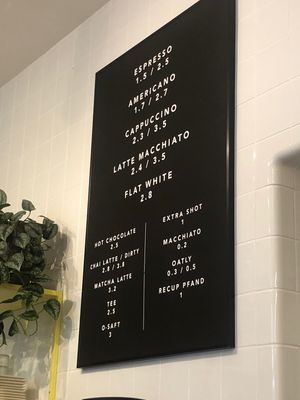 ESPRESSO
1.5 / 2.5
AMERICANO
1.7 / 2.7
CAPPUCCINO
2.3 / 3.5
LATTE MACCHIATO
2.4 / 3.5
FLAT WHITE
2.8
HOT CHOCOLATE
2.5
CHAI LATTE / DIRTY
2.8 / 3.8
MATCHA LATTE
3.2
TEE
2.5
O-SAFT
3
EXTRA SHOT
1
MACCHIATO
0.2
OATLY
0.3 / 0.5
RECUP PFAND
1